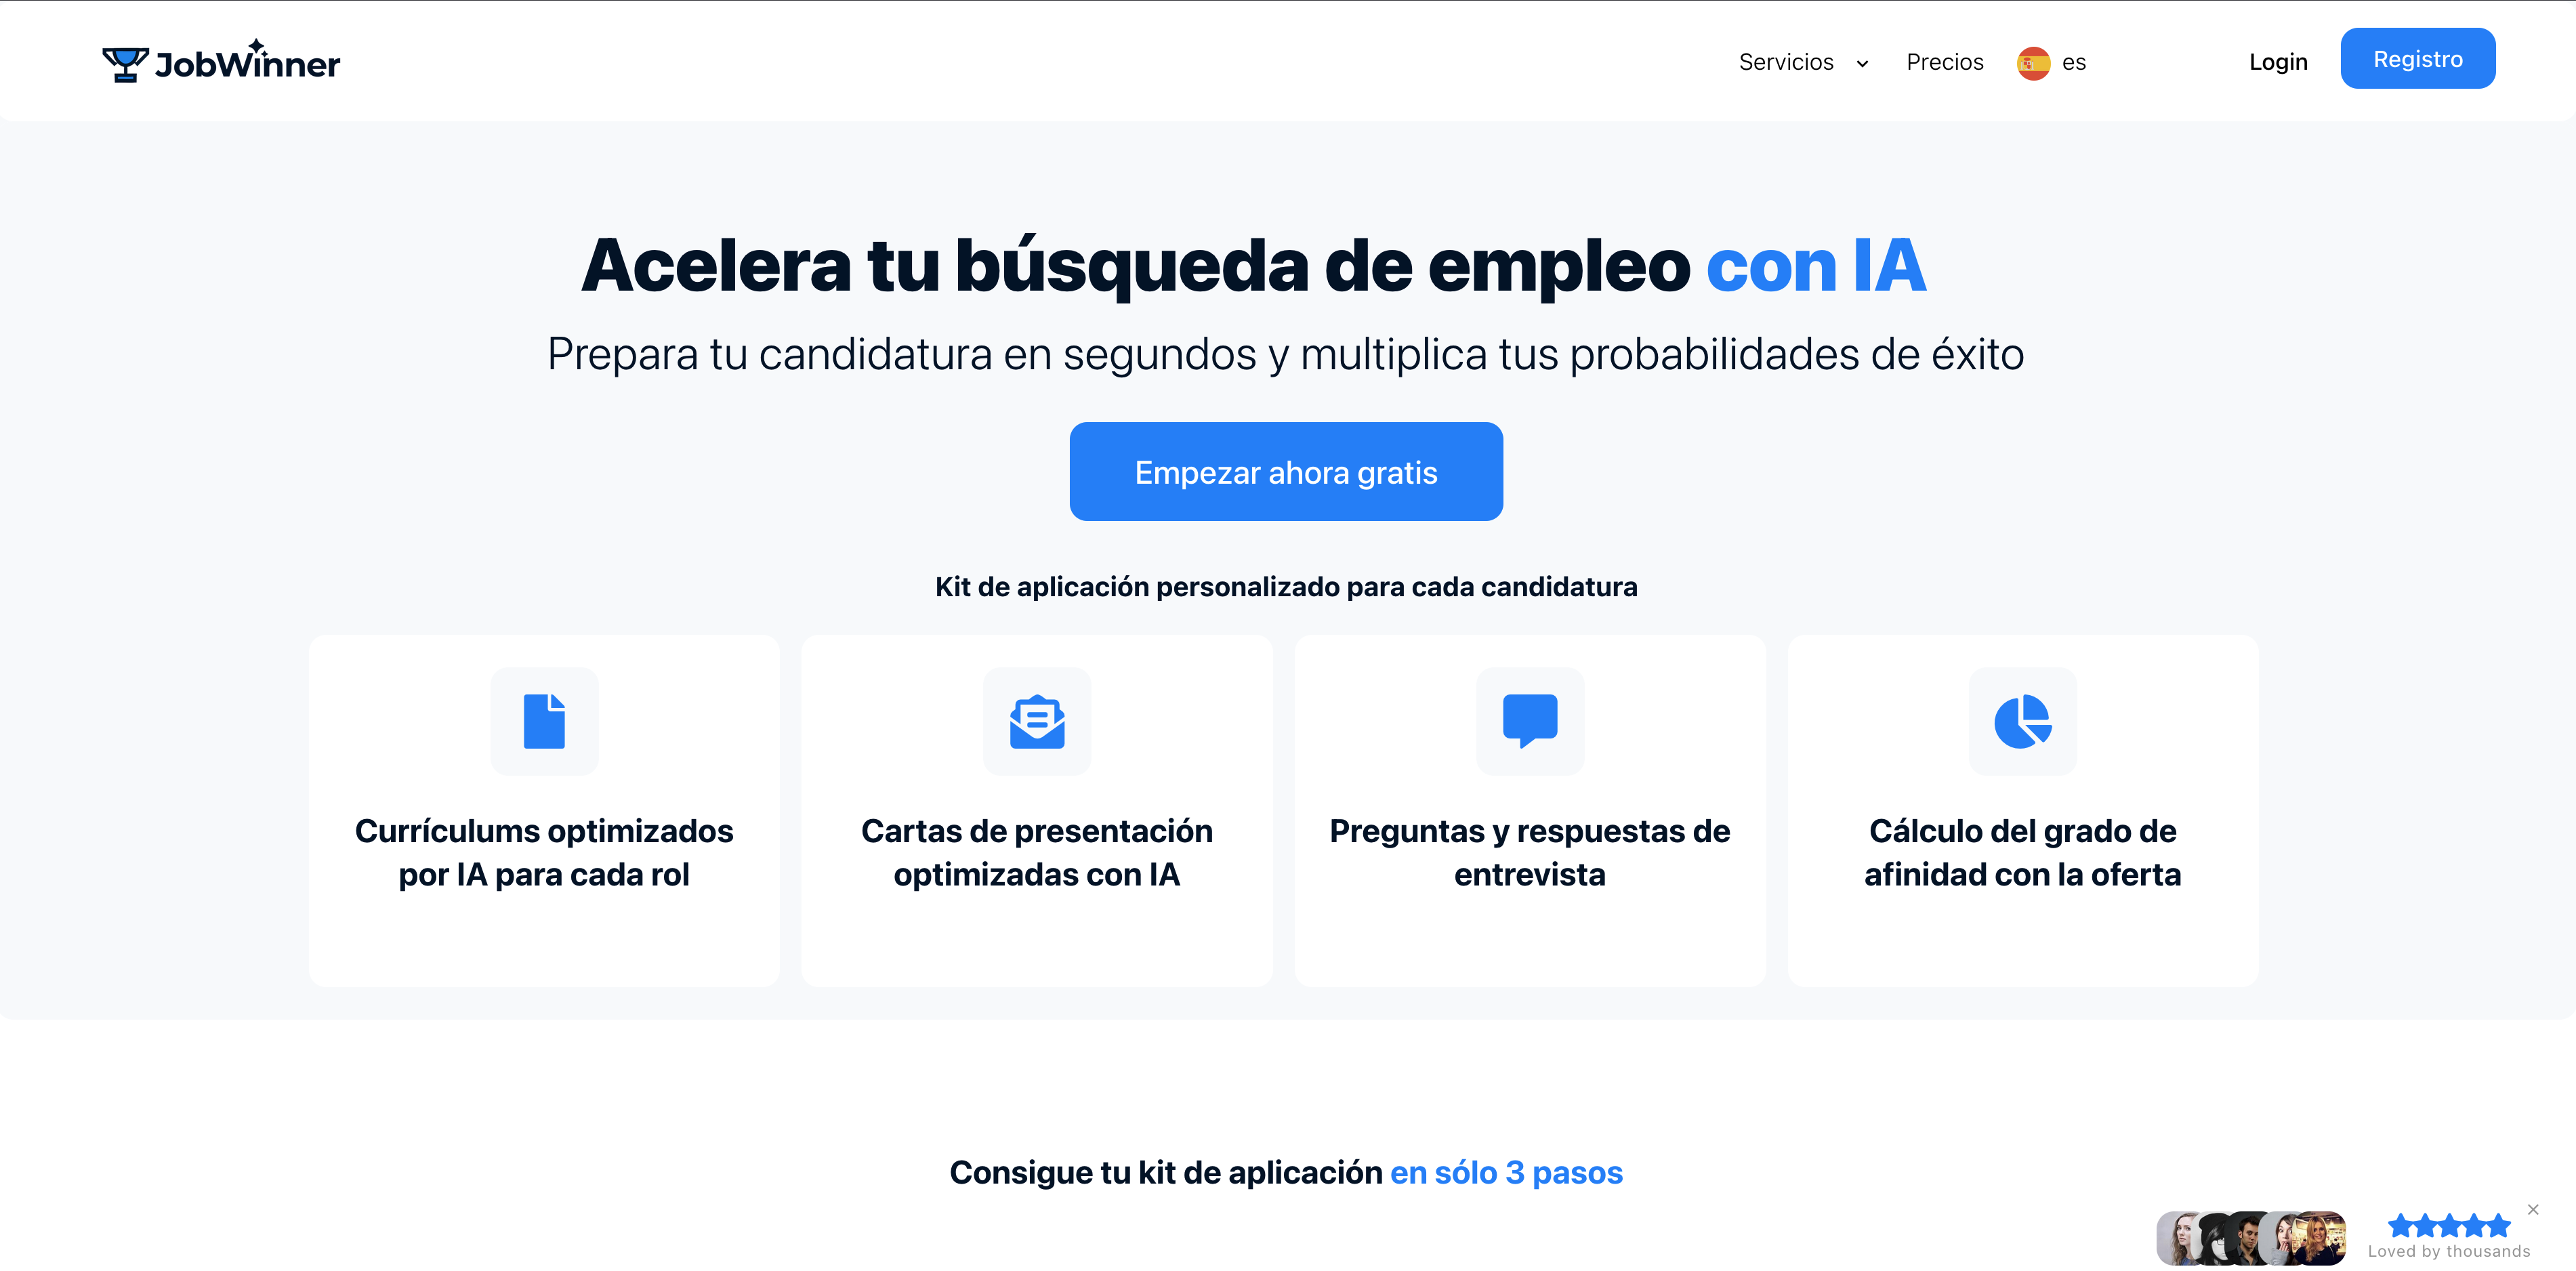 JobWinner
Servicios
Precios
es
Login
Registro
Acelera tu búsqueda de empleo con IA
Prepara tu candidatura en segundos y multiplica tus probabilidades de éxito
Empezar ahora gratis
Kit de aplicación personalizado para cada candidatura
Currículums optimizados
por IA para cada rol
Cartas de presentación
optimizadas con IA
Preguntas y respuestas de
entrevista
Cálculo del grado de
afinidad con la oferta
Consigue tu kit de aplicación en sólo 3 pasos
Loved by thousands